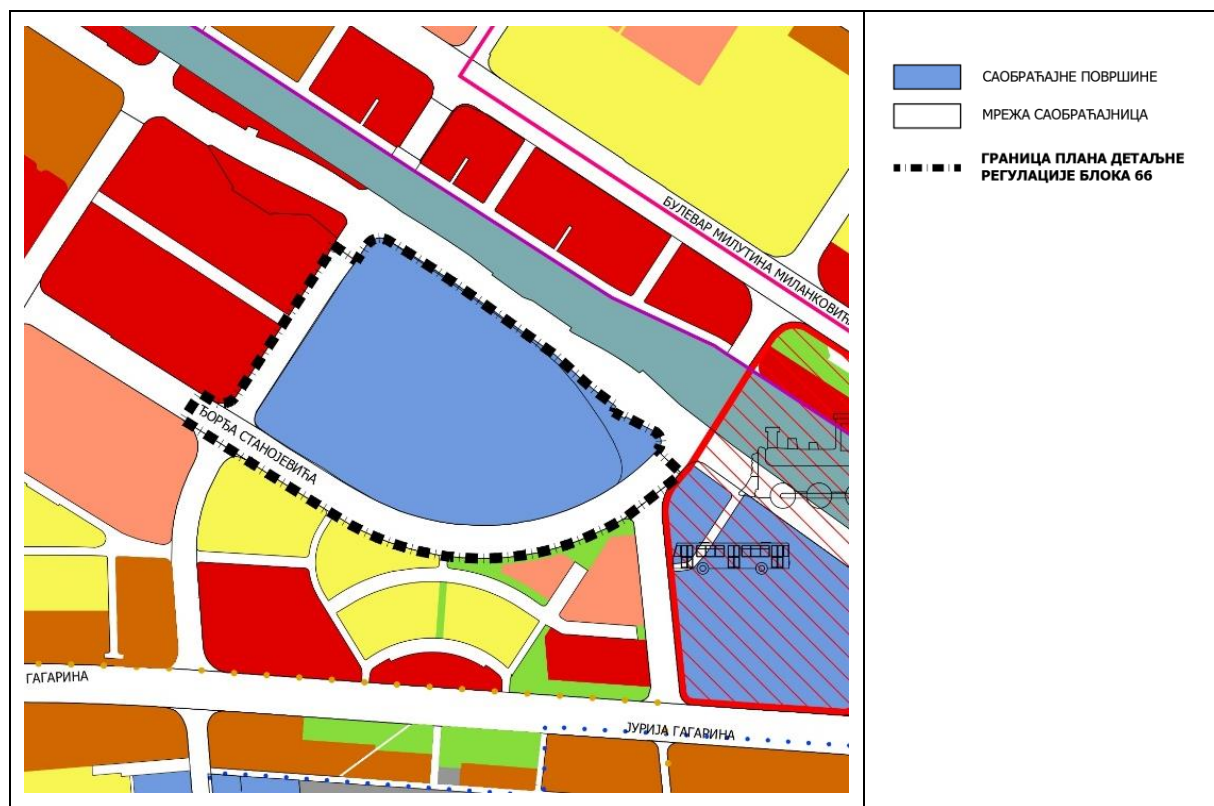 САОБРАЋАЈНЕ ПОВРШИНЕ
МРЕЖА САОБРАЋАЈНИЦА
ГРАНИЦА ПЛАНА ДЕТАЉНЕ
РЕГУЛАЦИЈЕ БЛОКА 66
БУЛЕВАР МИЛУТИНА МИЛАНКОВИЋА
ЂОРЂА СТАНОЈЕВИЋА
ГАГАРИНА
ЈУРИЈА ГАГАРИНА